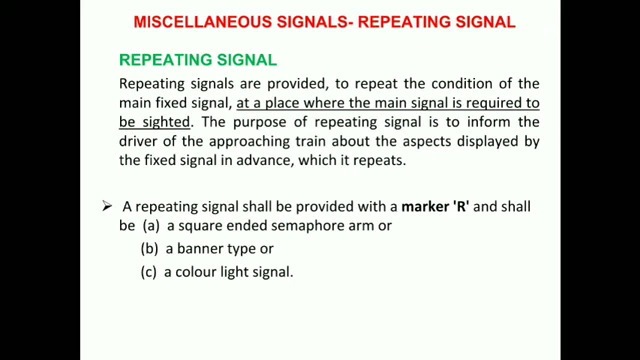 MISCELLANEOUS SIGNALS- REPEATING SIGNAL
REPEATING SIGNAL
Repeating signals are provided, to repeat the condition of the
main fixed signal, at a place where the main signal is required to
be sighted. The purpose of repeating signal is to inform the
driver of the approaching train about the aspects displayed by
the fixed signal in advance, which it repeats.
➢ A repeating signal shall be provided with a marker 'R' and shall
be (a) a square ended semaphore arm or
(b) a banner type or
(c) a colour light signal.